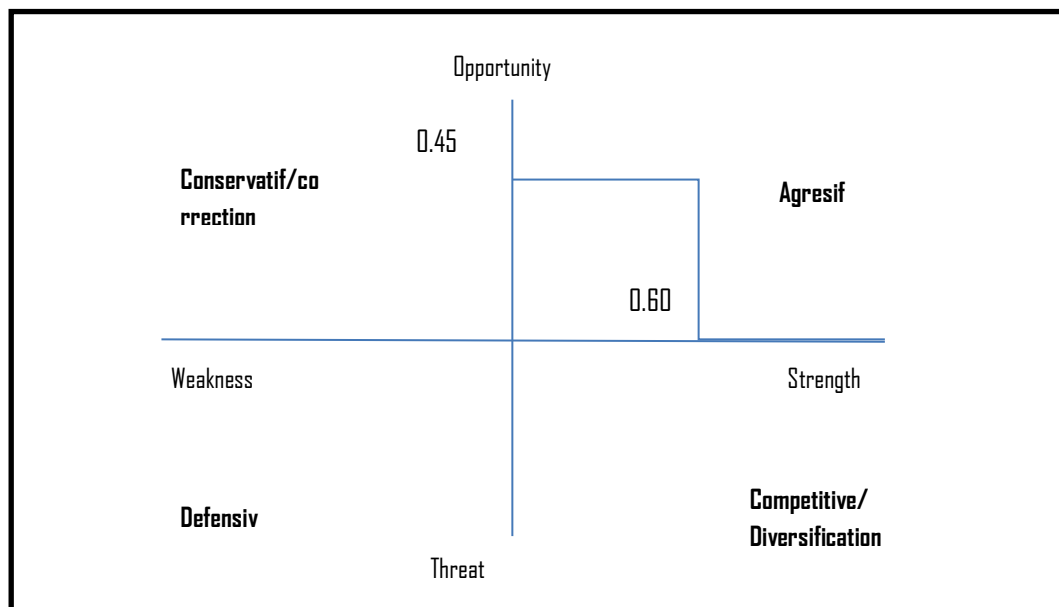 Opportunity
0.45
Conservatif/co
rrection
Agresif
0.60
Weakness
Strength
Defensiv
Competitive/
Diversification
Threat